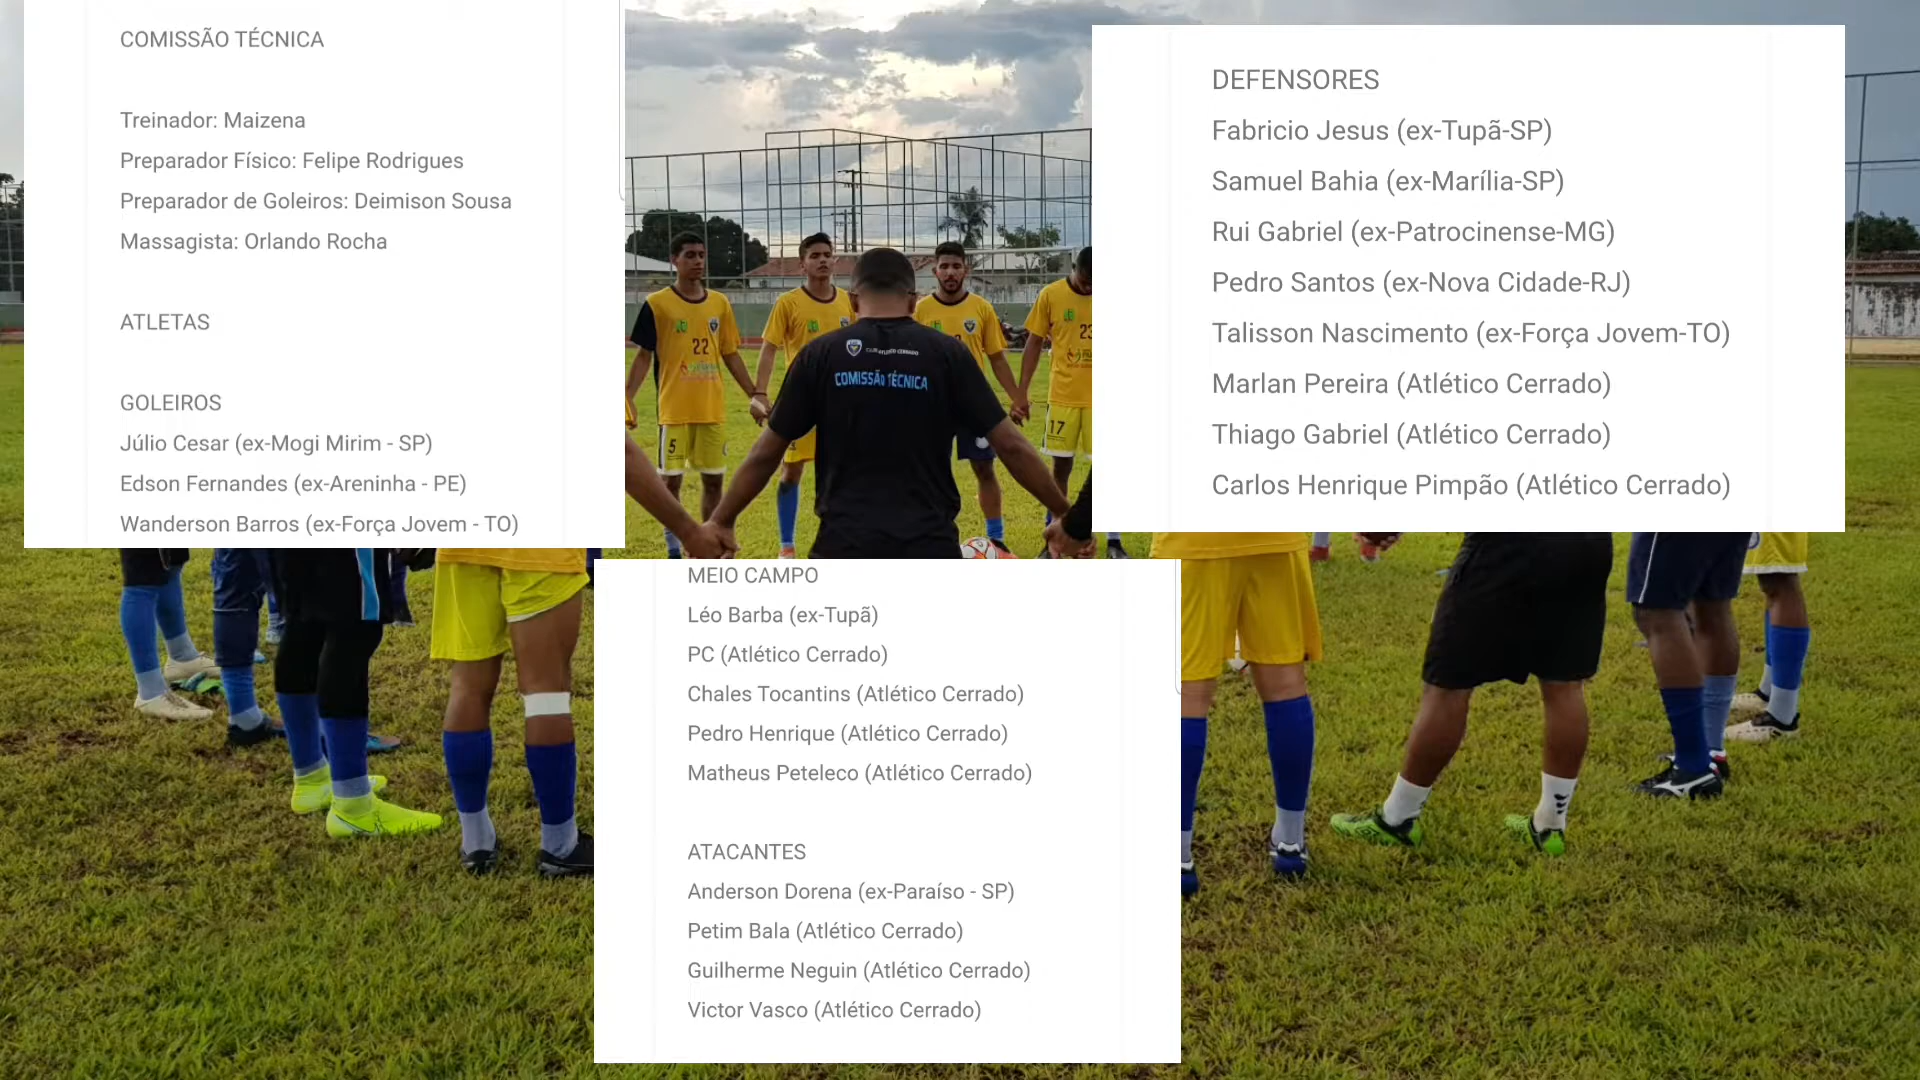 COMISSÃO TÉCNICA
Treinador: Maizena
Preparador Físico: Felipe Rodrigues
Preparador de Goleiros: Deimison Sousa
Massagista: Orlando Rocha
ATLETAS
GOLEIROS
Júlio Cesar (ex-Mogi Mirim - SP)
Edson Fernandes (ex-Areninha - PE)
Wanderson Barros (ex-Força Jovem - TO)
DEFENSORES
Fabricio Jesus (ex-Tupã-SP)
Samuel Bahia (ex-Marília-SP)
Rui Gabriel (ex-Patrocinense-MG)
Pedro Santos (ex-Nova Cidade-RJ)
Talisson Nascimento (ex-Força Jovem-TO)
Marlan Pereira (Atlético Cerrado)
Thiago Gabriel (Atlético Cerrado)
Carlos Henrique Pimpão (Atlético Cerrado)
MEIO CAMPO
Léo Barba (ex-Tupã)
PC (Atlético Cerrado)
Chales Tocantins (Atlético Cerrado)
Pedro Henrique (Atlético Cerrado)
Matheus Peteleco (Atlético Cerrado)
ATACANTES
Anderson Dorena (ex-Paraíso - SP)
Petim Bala (Atlético Cerrado)
Guilherme Neguin (Atlético Cerrado)
Victor Vasco (Atlético Cerrado)
CLUBE ATLÉTICO CERRADO
COMISSÃO TÉCNICA
22
23
5
17